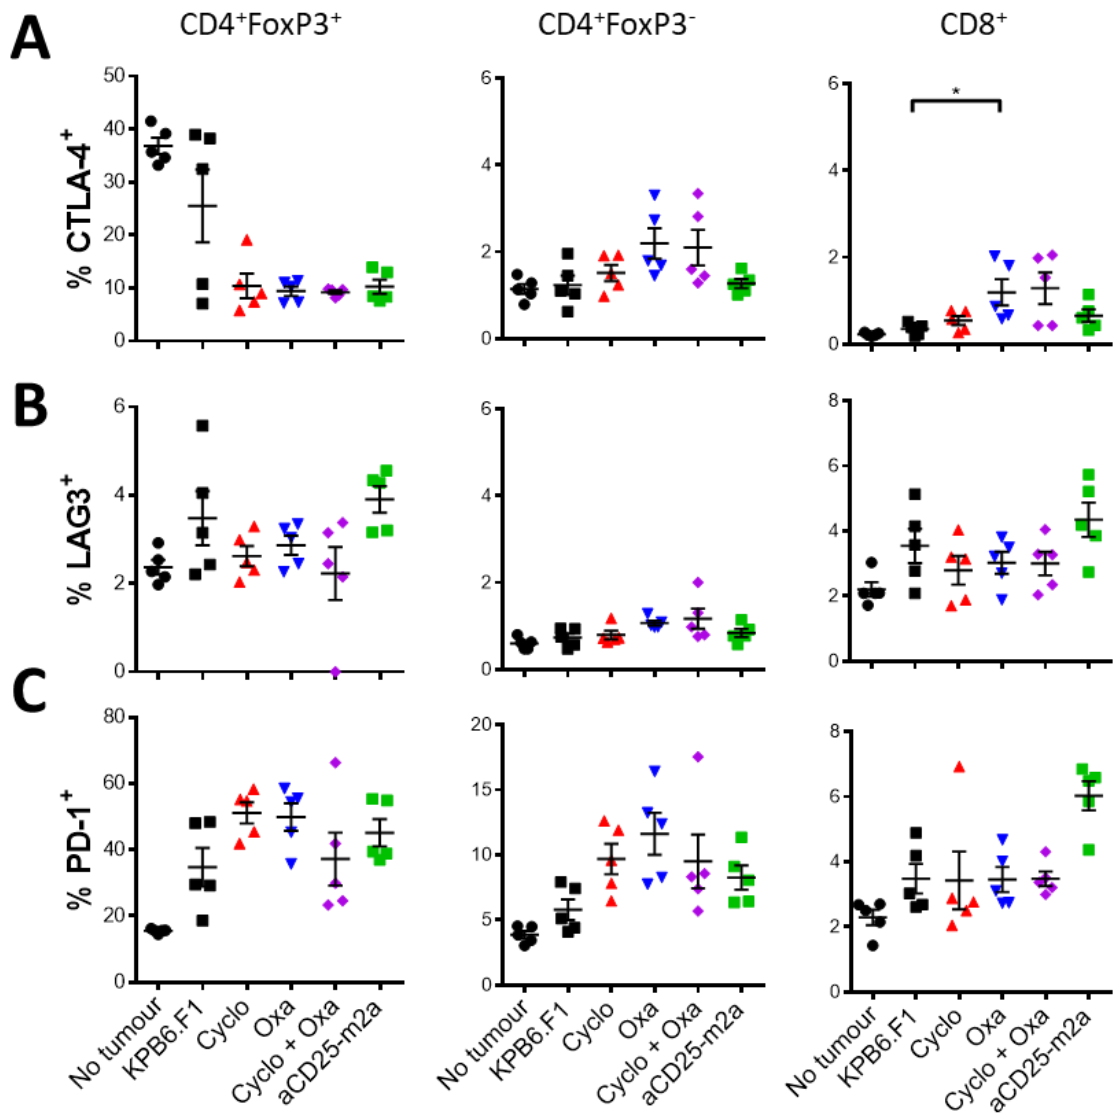 A
CD4⁺FoxP3⁺
CD4⁺FoxP3⁻
CD8⁺
% CTLA-4⁺
50
40
30
20
10
0
6
4
2
0
6
4
2
0
*
B
% LAG3⁺
6
4
2
0
6
4
2
0
8
6
4
2
0
C
% PD-1⁺
80
60
40
20
0
20
15
10
5
0
8
6
4
2
0
No tumour
KPB6.F1
Cyclo
Oxa
Cyclo + Oxa
aCD25-m2a
No tumour
KPB6.F1
Cyclo
Oxa
Cyclo + Oxa
aCD25-m2a
No tumour
KPB6.F1
Cyclo
Oxa
Cyclo + Oxa
aCD25-m2a